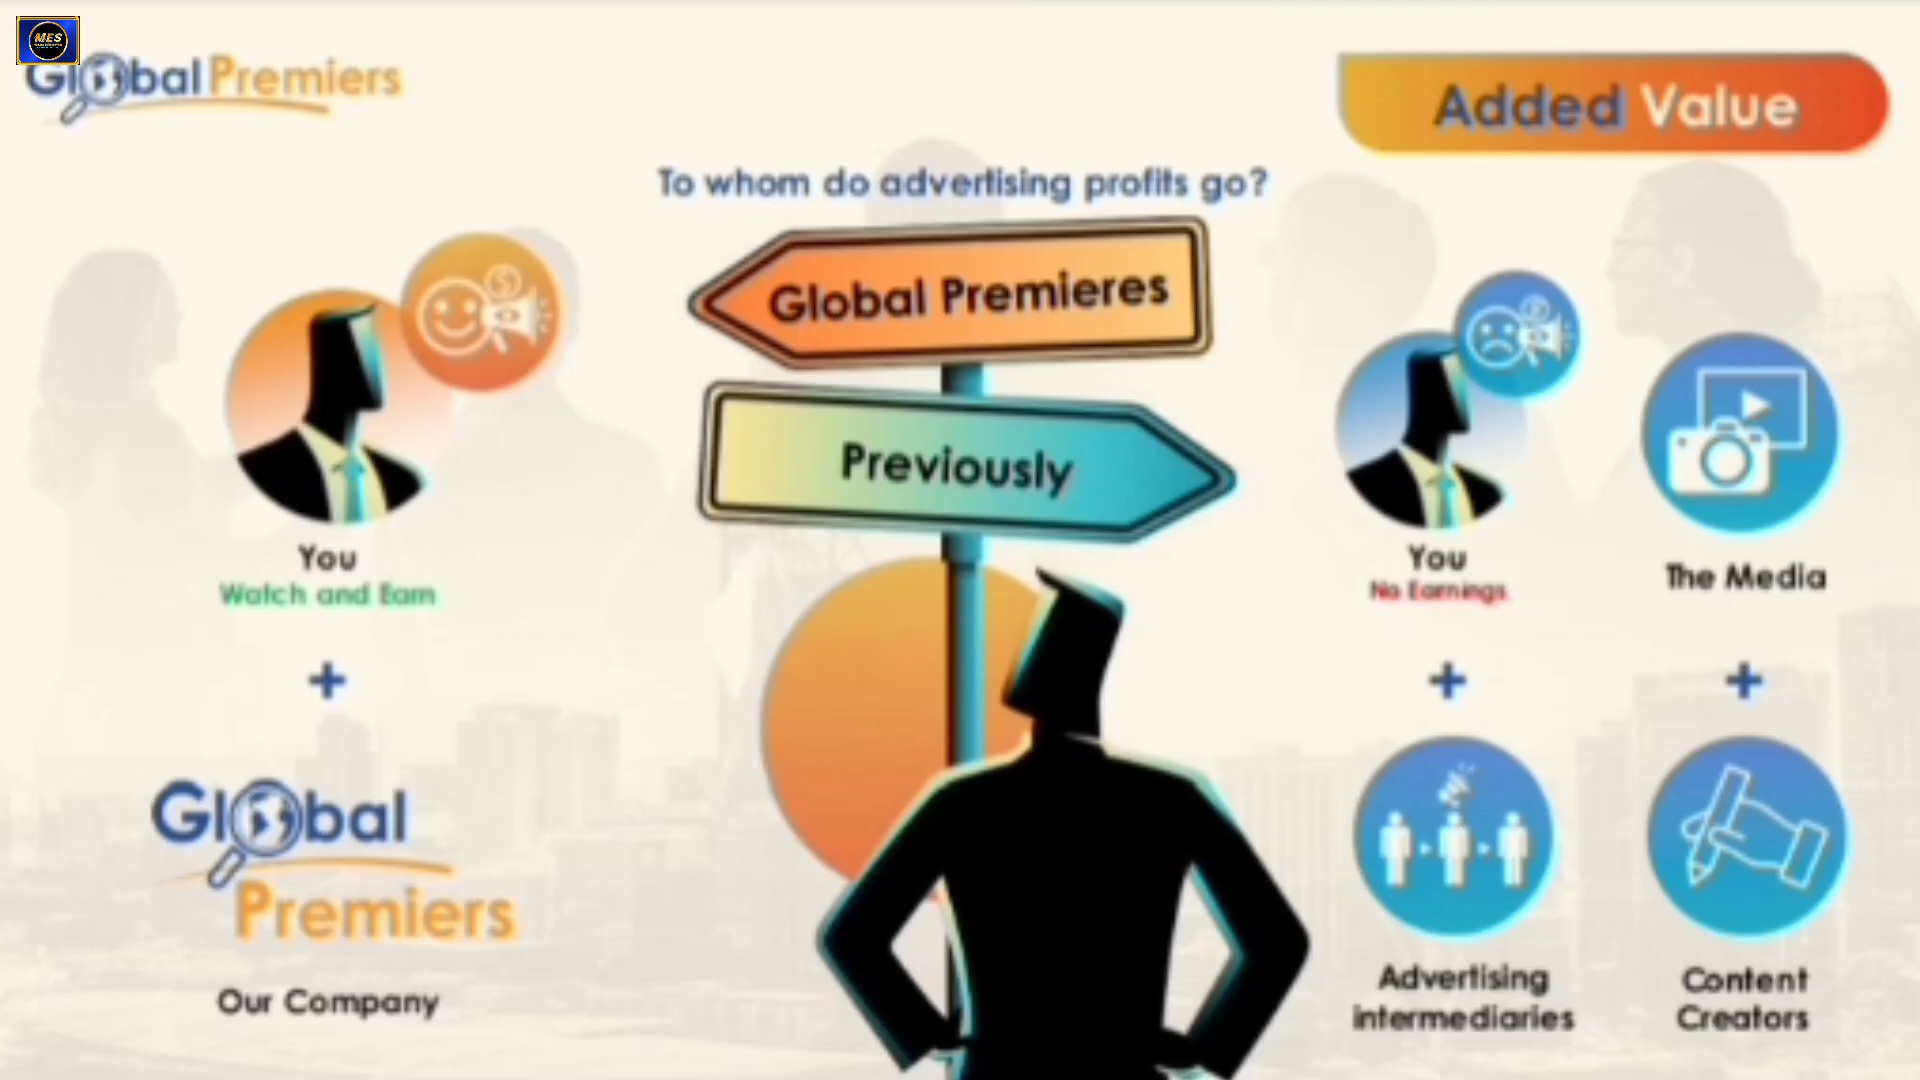 MES
Global Premiers
Added Value
To whom do advertising profits go?
Global Premieres
Previously
You
Watch and Earn
+
Global
Premiers
Our Company
You
No Earnings
The Media
+
+
Advertising
intermediaries
Content
Creators